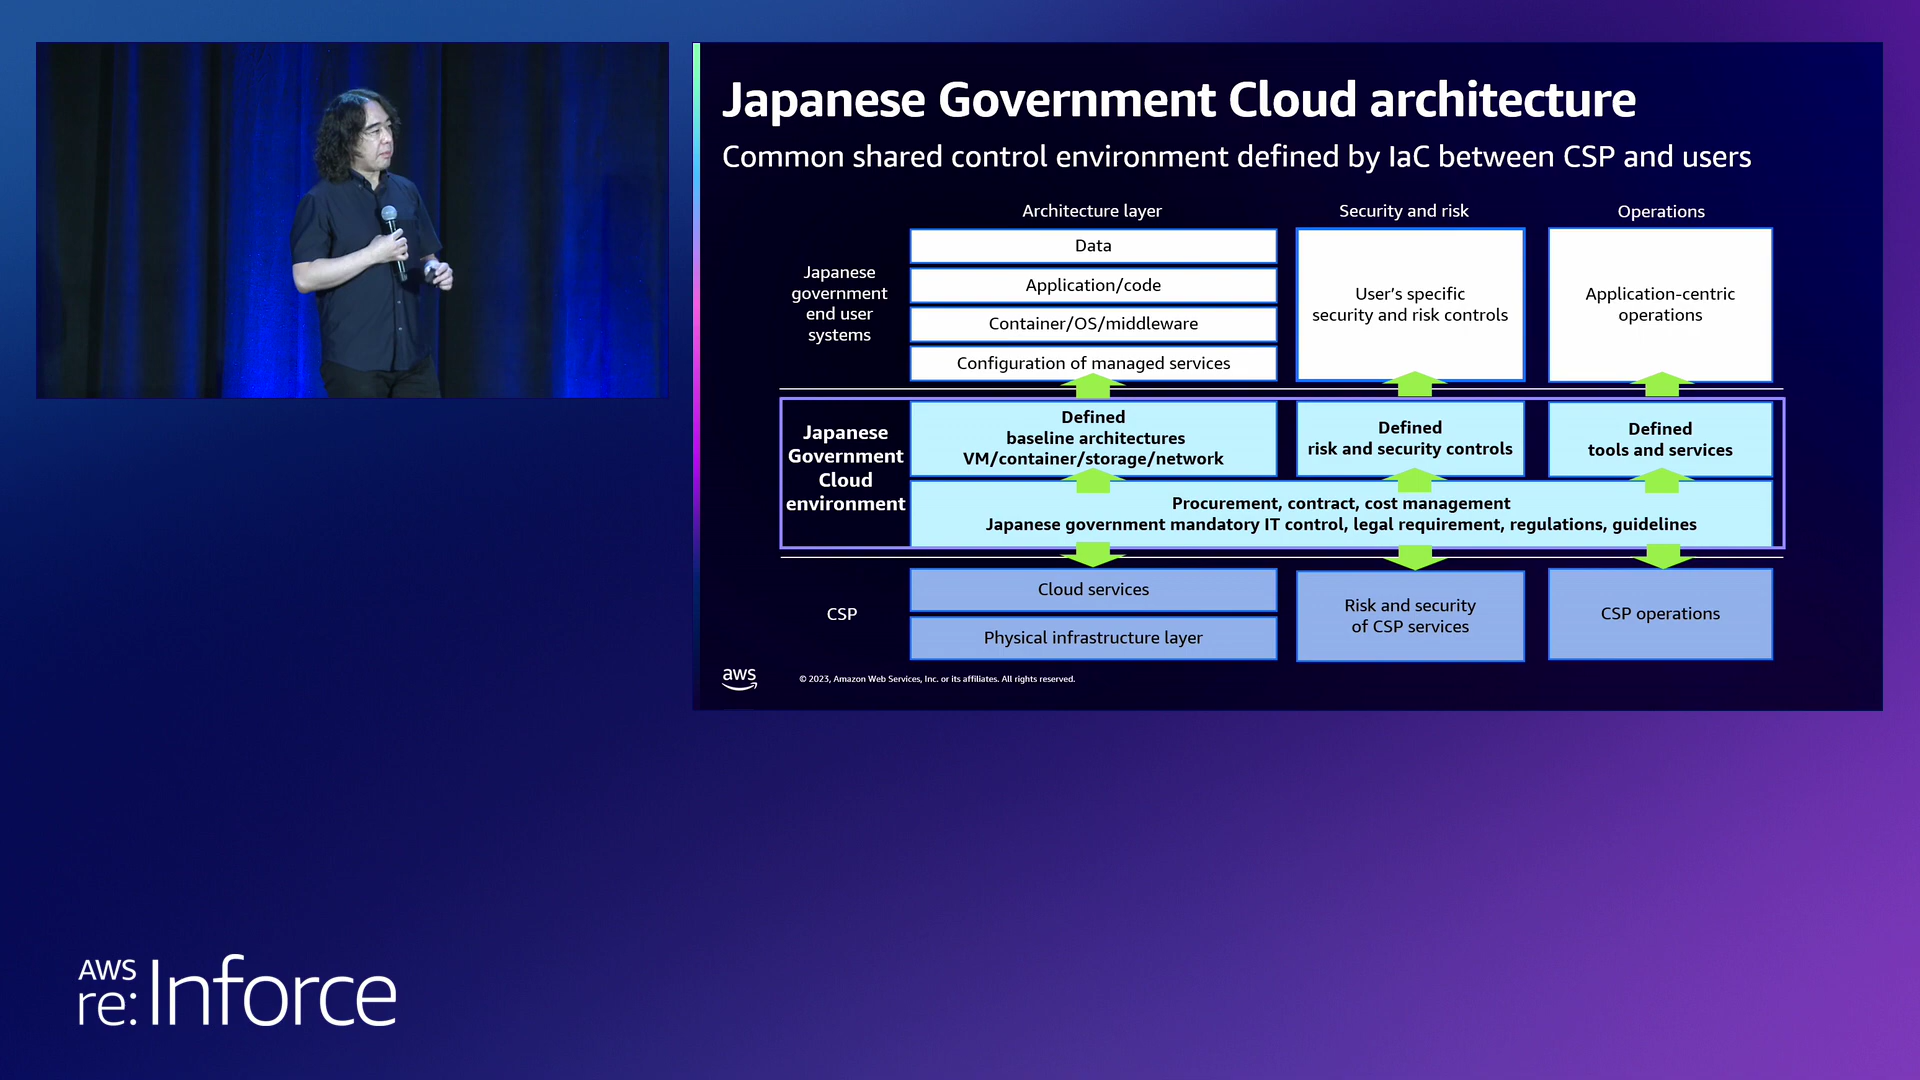 Japanese Government Cloud architecture
Common shared control environment defined by IaC between CSP and users
Architecture layer
Security and risk
Operations
Japanese
government
end user
systems
Data
Application/code
Container/OS/middleware
Configuration of managed services
User's specific
security and risk controls
Application-centric
operations
Japanese
Government
Cloud
environment
Defined
baseline architectures
VM/container/storage/network
Defined
risk and security controls
Defined
tools and services
Procurement, contract, cost management
Japanese government mandatory IT control, legal requirement, regulations, guidelines
CSP
Cloud services
Physical infrastructure layer
Risk and security
of CSP services
CSP operations
aws
© 2023, Amazon Web Services, Inc. or its affiliates. All rights reserved.
AWS
re:Inforce